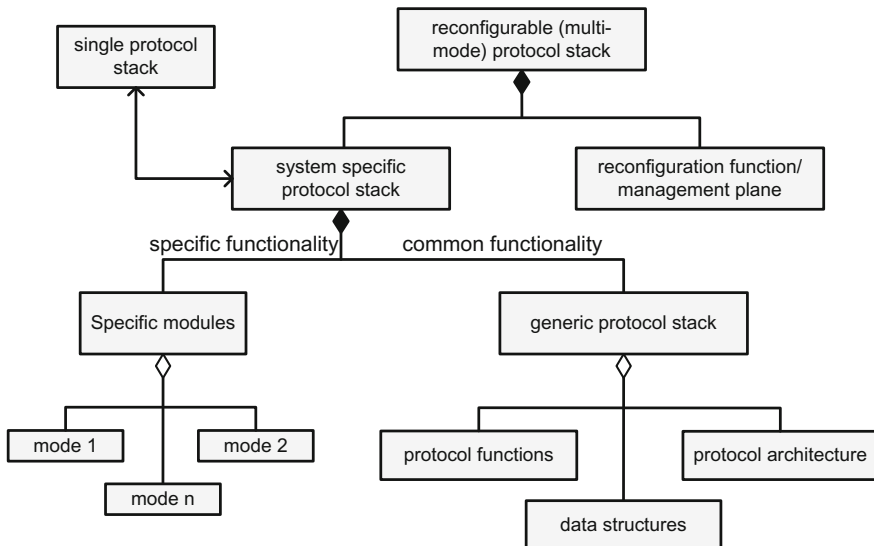 single protocol
stack
reconfigurable (multi-
mode) protocol stack
system specific
protocol stack
reconfiguration function/
management plane
specific functionality
common functionality
Specific modules
generic protocol stack
mode 1
mode 2
mode n
protocol functions
protocol architecture
data structures